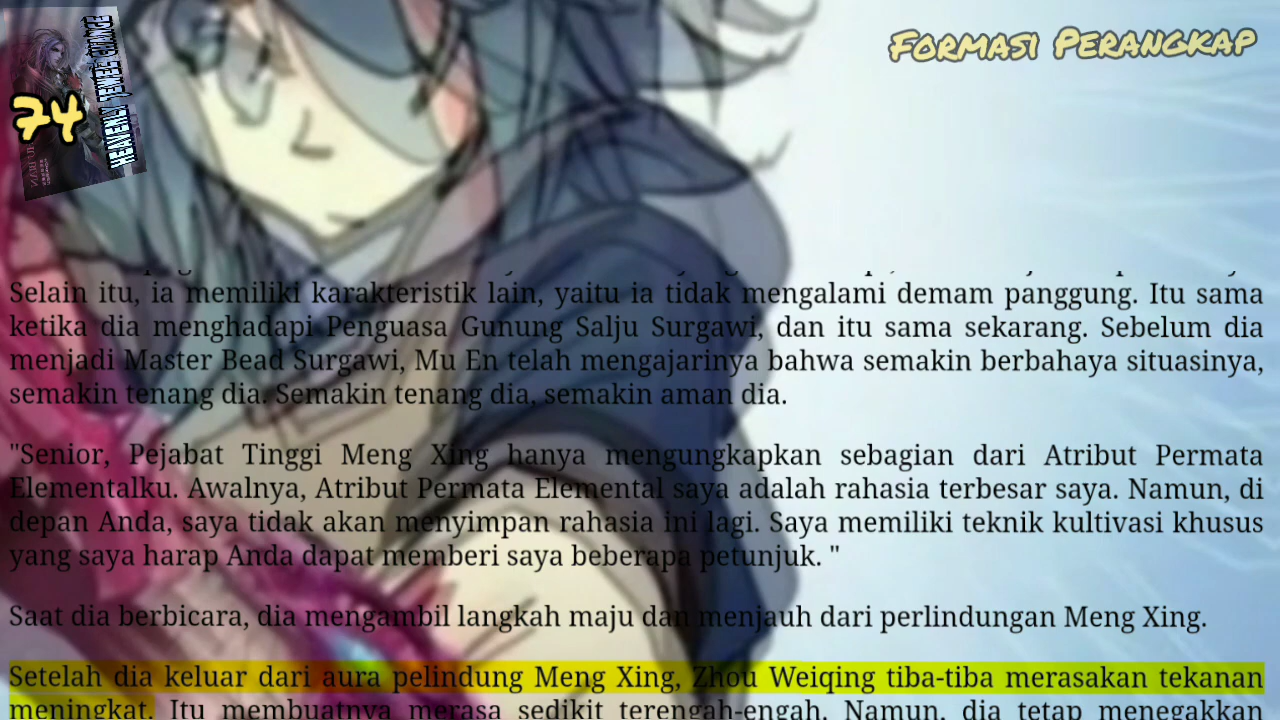 HEAVENLY JEWEL CHANGE
74
Formasi Perangkap
Selain itu, ia memiliki karakteristik lain, yaitu ia tidak mengalami demam panggung. Itu sama
ketika dia menghadapi Penguasa Gunung Salju Surgawi, dan itu sama sekarang. Sebelum dia
menjadi Master Bead Surgawi, Mu En telah mengajarinya bahwa semakin berbahaya situasinya,
semakin tenang dia. Semakin tenang dia, semakin aman dia.
"Senior, Pejabat Tinggi Meng Xing hanya mengungkapkan sebagian dari Atribut Permata
Elementalku. Awalnya, Atribut Permata Elemental saya adalah rahasia terbesar saya. Namun, di
depan Anda, saya tidak akan menyimpan rahasia ini lagi. Saya memiliki teknik kultivasi khusus
yang saya harap Anda dapat memberi saya beberapa petunjuk. "
Saat dia berbicara, dia mengambil langkah maju dan menjauh dari perlindungan Meng Xing.
Setelah dia keluar dari aura pelindung Meng Xing, Zhou Weiqing tiba-tiba merasakan tekanan
meningkat. Itu membuatnya merasa sedikit terengah-engah. Namun, dia tetap menegakkan